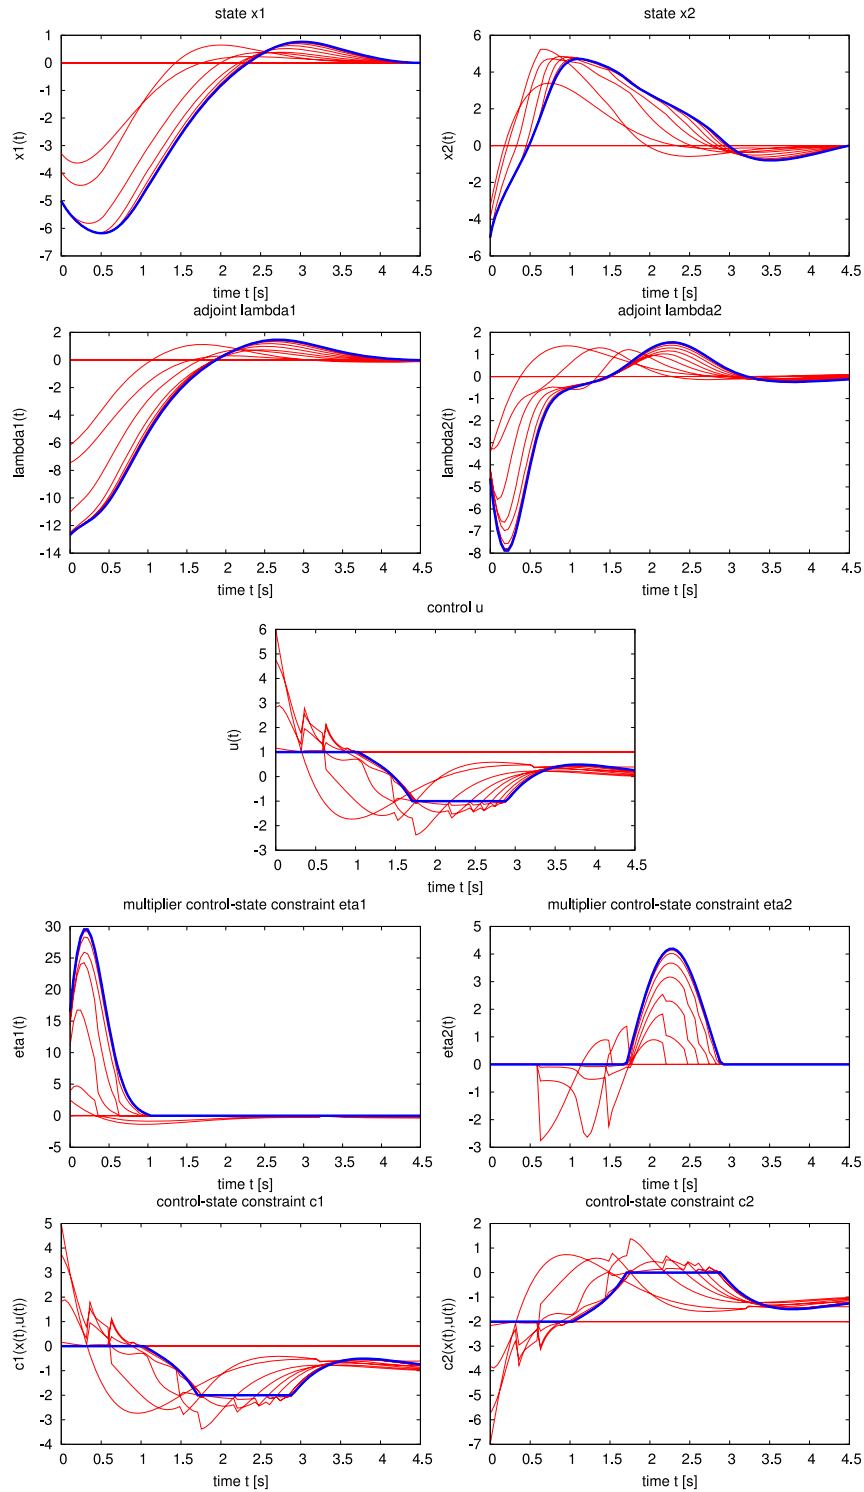 state x1
1
0
-1
-2
-3
-4
-5
-6
-7
x1(t)
0 0.5 1 1.5 2 2.5 3 3.5 4 4.5
time t [s]
state x2
6
4
2
0
-2
-4
-6
x2(t)
0 0.5 1 1.5 2 2.5 3 3.5 4 4.5
time t [s]
adjoint lambda1
2
0
-2
-4
-6
-8
-10
-12
-14
lambda1(t)
0 0.5 1 1.5 2 2.5 3 3.5 4 4.5
time t [s]
adjoint lambda2
2
1
0
-1
-2
-3
-4
-5
-6
-7
-8
lambda2(t)
0 0.5 1 1.5 2 2.5 3 3.5 4 4.5
time t [s]
control u
6
5
4
3
2
1
0
-1
-2
-3
u(t)
0 0.5 1 1.5 2 2.5 3 3.5 4 4.5
time t [s]
multiplier control-state constraint eta1
30
25
20
15
10
5
0
-5
eta1(t)
0 0.5 1 1.5 2 2.5 3 3.5 4 4.5
time t [s]
multiplier control-state constraint eta2
5
4
3
2
1
0
-1
-2
-3
eta2(t)
0 0.5 1 1.5 2 2.5 3 3.5 4 4.5
time t [s]
control-state constraint c1
5
4
3
2
1
0
-1
-2
-3
-4
c1(x(t),u(t))
0 0.5 1 1.5 2 2.5 3 3.5 4 4.5
time t [s]
control-state constraint c2
2
1
0
-1
-2
-3
-4
-5
-6
-7
c2(x(t),u(t))
0 0.5 1 1.5 2 2.5 3 3.5 4 4.5
time t [s]